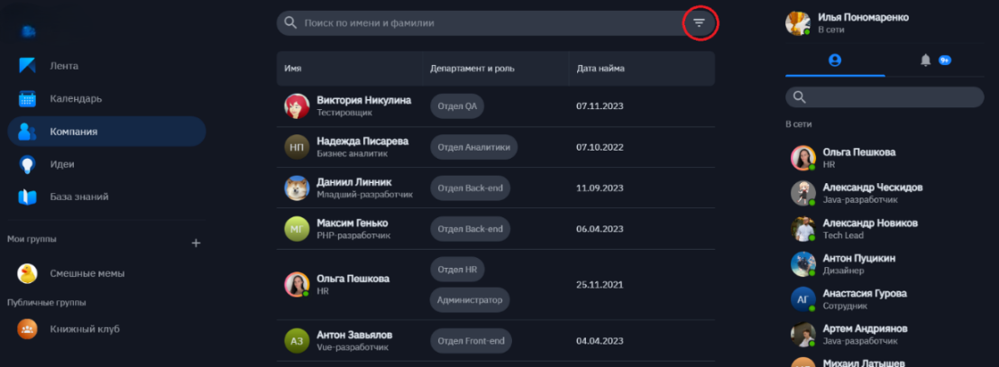 Лента
Календарь
Компания
Идеи
База знаний
Мои группы
+
Смешные мемы
Публичные группы
Книжный клуб
Поиск по имени и фамилии
Имя
Департамент и роль
Дата найма
Виктория Никулина
Тестировщик
Отдел QA
07.11.2023
НП
Надежда Писарева
Бизнес аналитик
Отдел Аналитики
07.10.2022
Даниил Линник
Младший-разработчик
Отдел Back-end
11.09.2023
МГ
Максим Генько
PHP-разработчик
Отдел Back-end
06.04.2023
Ольга Пешкова
HR
Отдел HR
Администратор
25.11.2021
АЗ
Антон Завьялов
Vue-разработчик
Отдел Front-end
04.04.2023
Илья Пономаренко
В сети
9+
В сети
Ольга Пешкова
HR
Александр Ческидов
Java-разработчик
Александр Новиков
Tech Lead
Антон Пуцикин
Дизайнер
АГ
Анастасия Гурова
Сотрудник
Артем Андриянов
Java-разработчик
Михаил Латышев